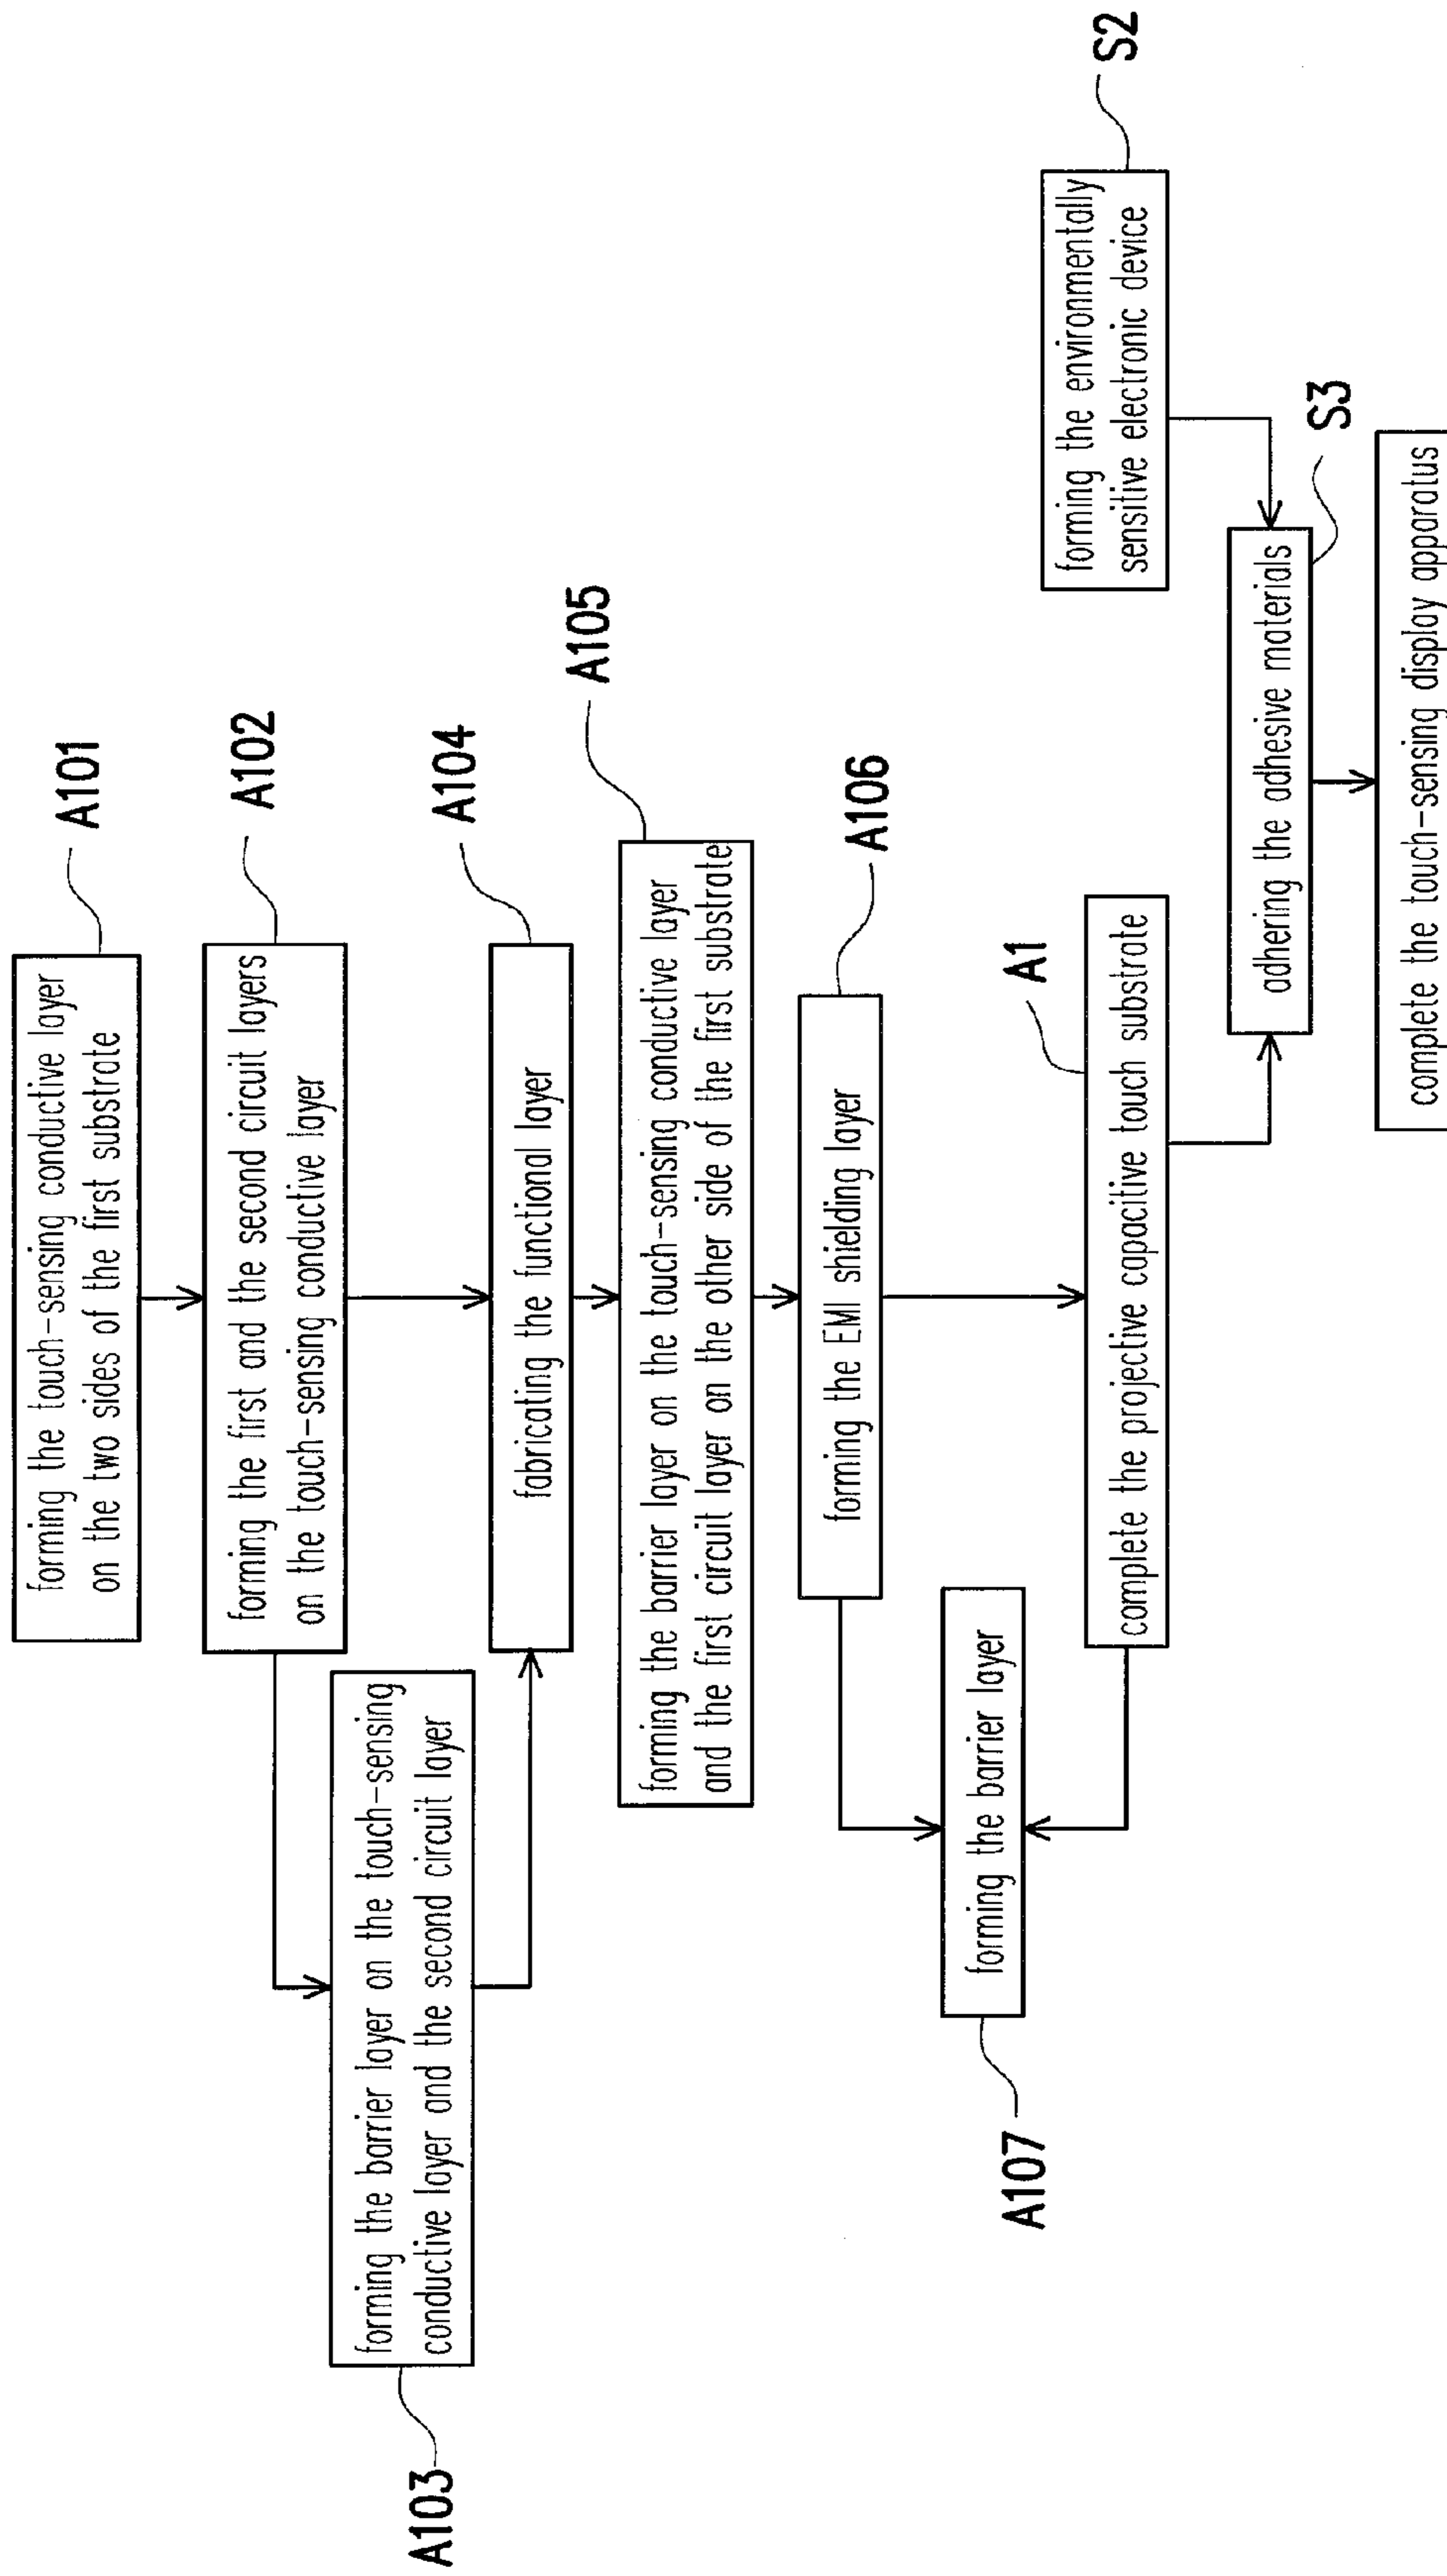 forming the touch-sensing conductive layer
on the two sides of the first substrate
A101
forming the first and the second circuit layers
on the touch-sensing conductive layer
A102
forming the barrier layer on the touch-sensing
conductive layer and the second circuit layer
A103
fabricating the functional layer
A104
forming the barrier layer on the touch-sensing conductive layer
and the first circuit layer on the other side of the first substrate
A105
forming the EMI shielding layer
A106
forming the barrier layer
A107
complete the projective capacitive touch substrate
A1
forming the environmentally
sensitive electronic device
S2
adhering the adhesive materials
S3
complete the touch-sensing display apparatus